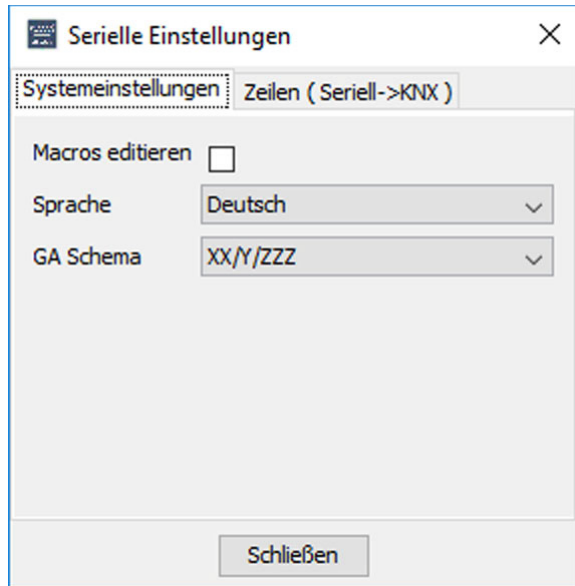 Serielle Einstellungen
Systemeinstellungen Zeilen ( Seriell->KNX )
Macros editieren
Sprache Deutsch
GA Schema XX/Y/ZZZ
Schließen